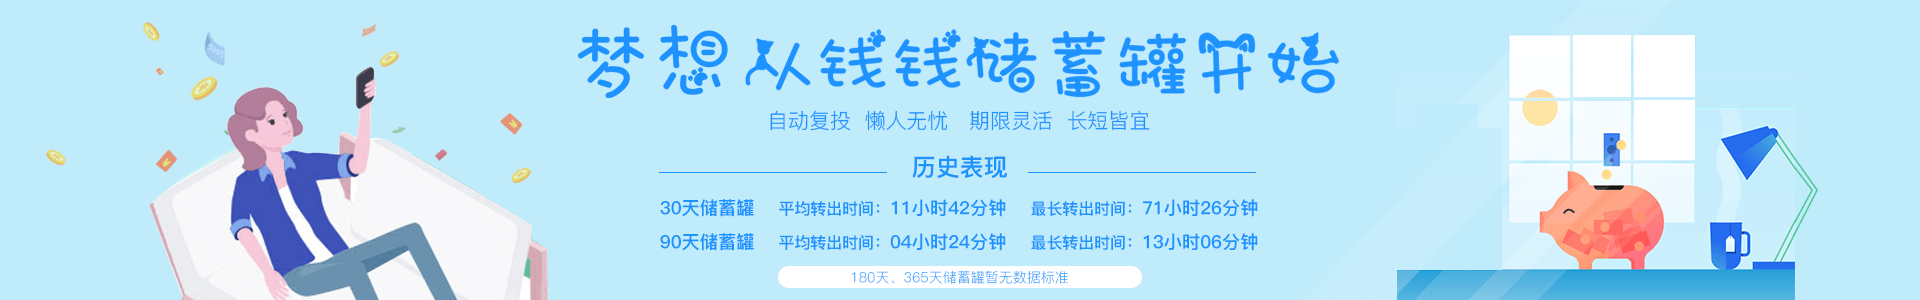 梦想从钱钱储蓄罐开始
自动复投 懒人无忧 期限灵活 长短皆宜
历史表现
30天储蓄罐 平均转出时间：11小时42分钟 最长转出时间：71小时26分钟
90天储蓄罐 平均转出时间：04小时24分钟 最长转出时间：13小时06分钟
180天、365天储蓄罐暂无数据标准